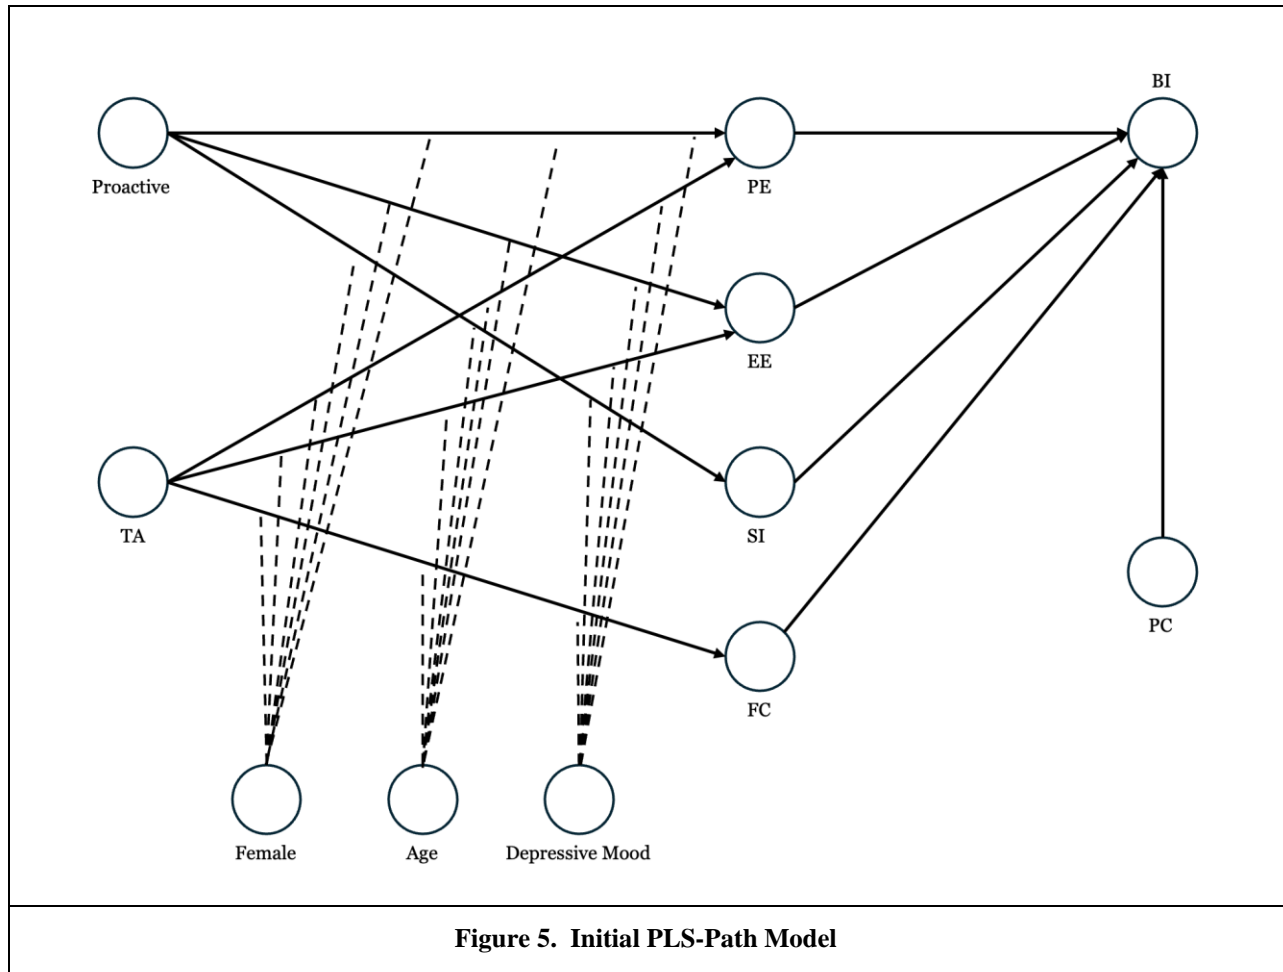 BI
Proactive
PE
EE
TA
SI
PC
FC
Female
Age
Depressive Mood
Figure 5. Initial PLS-Path Model